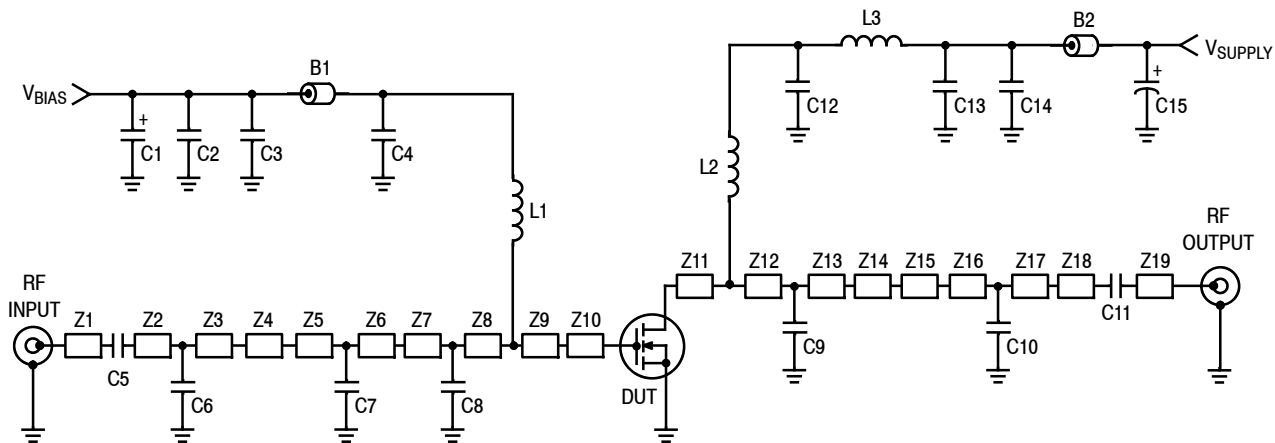 L3
B2
V_SUPPLY
+
C12
C13
C14
C15
B1
V_BIAS
+
C1
C2
C3
C4
L2
L1
RF
OUTPUT
Z11
Z12
Z13
Z14
Z15
Z16
Z17
Z18
Z19
C11
C9
C10
RF
INPUT
Z1
Z2
Z3
Z4
Z5
Z6
Z7
Z8
Z9
Z10
C5
C6
C7
C8
DUT